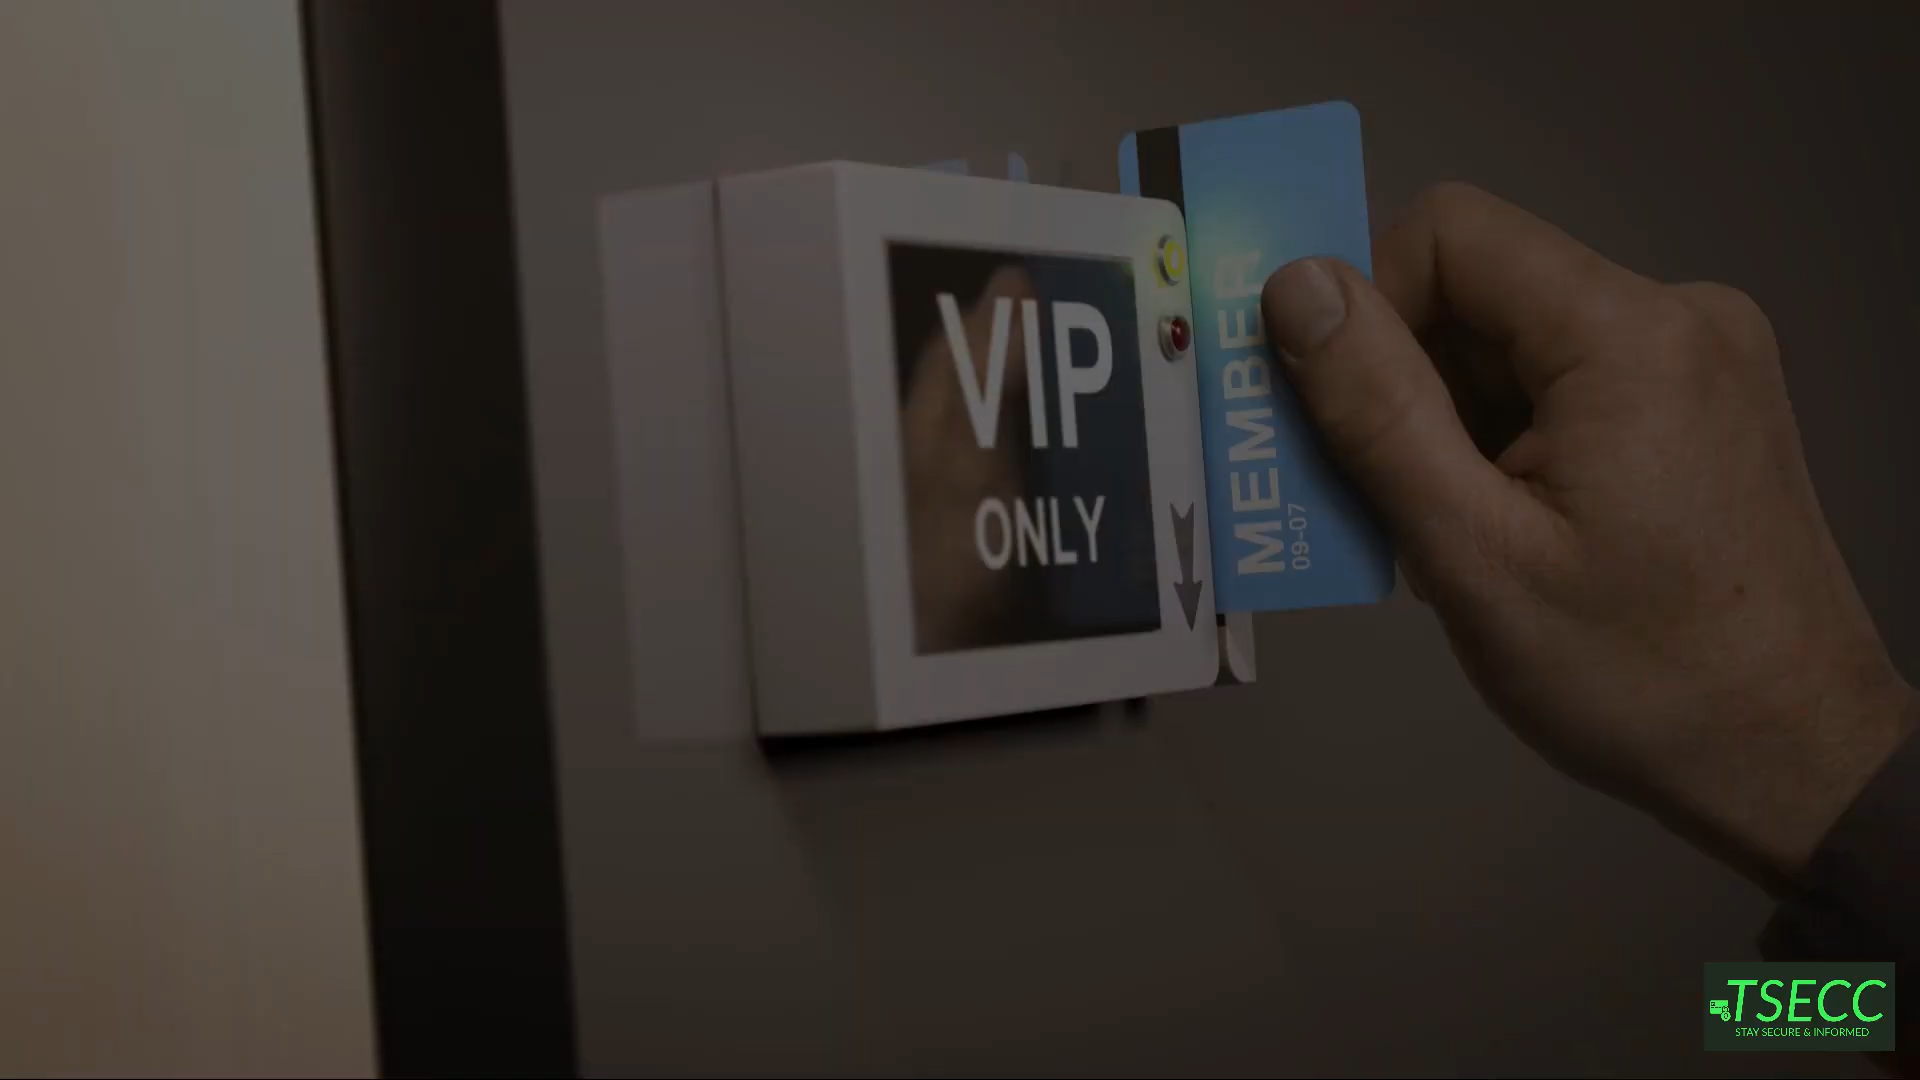 VIP
ONLY
MEMBER
09-07
TSECC
STAY SECURE & INFORMED